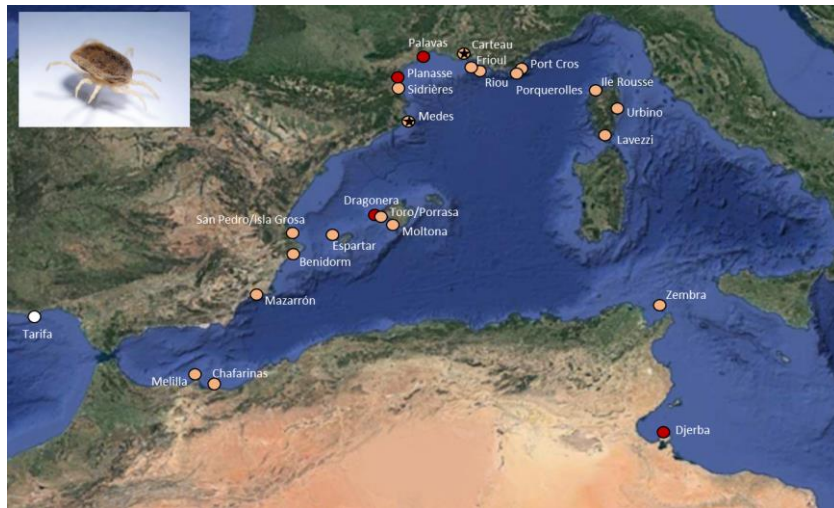 Palavas
Carteau
Frioul
Port Cros
Planasse
Riou
Porquerolles
Ile Rousse
Sidrières
Urbino
Medes
Lavezzi
Dragonera
Toro/Porrasa
San Pedro/Isla Grosa
Moltona
Espartar
Benidorm
Mazarrón
Zembra
Tarifa
Melilla
Chafarinas
Djerba